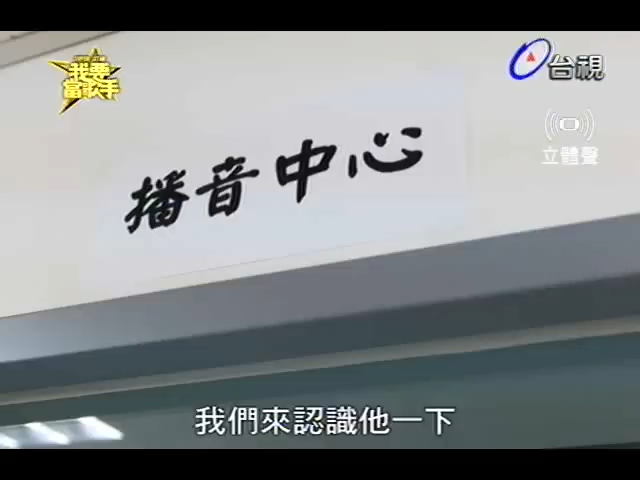 我要
當歌手
台視
立體聲
播音中心
我們來認識他一下